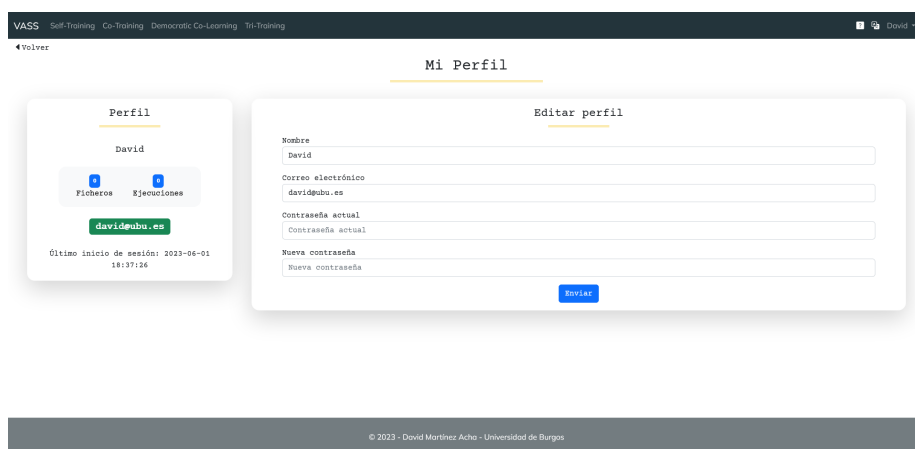 VASS Self-Training Co-Training Democratic Co-Learning Tri-Training David
Volver
Mi Perfil
Perfil
David
0 0
Ficheros Ejecuciones
david@ubu.es
Último inicio de sesión: 2023-06-01
18:37:26
Editar perfil
Nombre
David
Correo electrónico
david@ubu.es
Contraseña actual
Contraseña actual
Nueva contraseña
Nueva contraseña
Enviar
© 2023 - David Martínez Acha - Universidad de Burgos